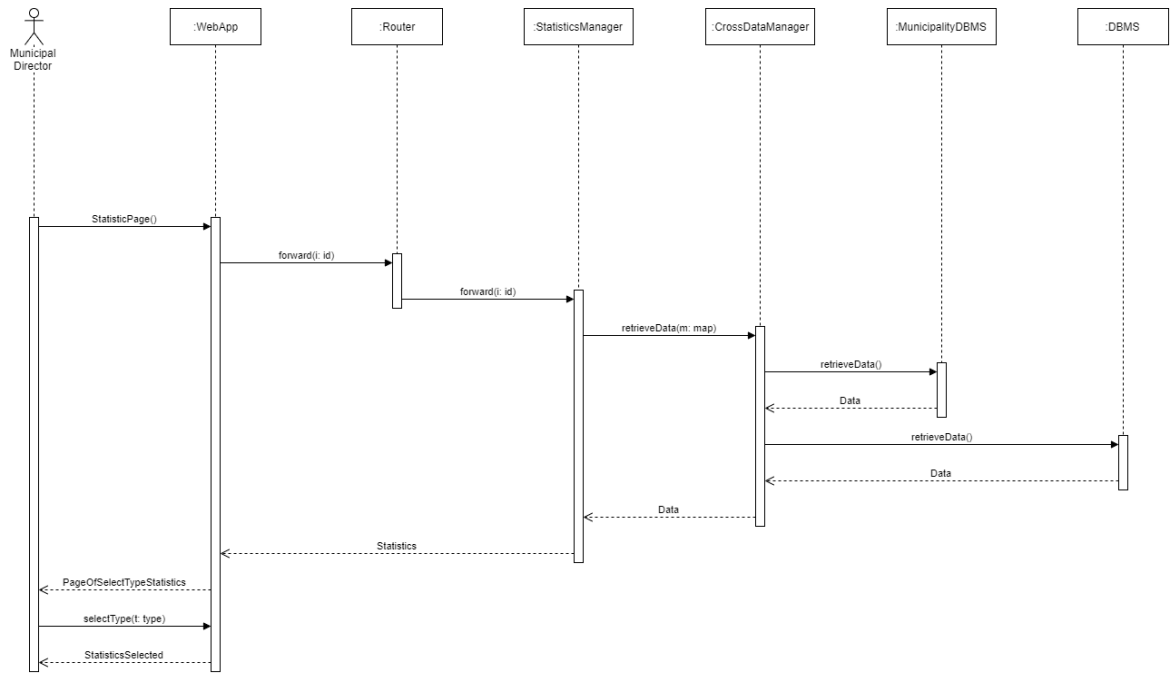 Municipal
Director
:WebApp
:Router
:StatisticsManager
:CrossDataManager
:MunicipalityDBMS
:DBMS
StatisticPage()
forward(i: id)
forward(i: id)
retrieveData(m: map)
retrieveData()
Data
retrieveData()
Data
Data
Statistics
PageOfSelectTypeStatistics
selectType(t: type)
StatisticsSelected